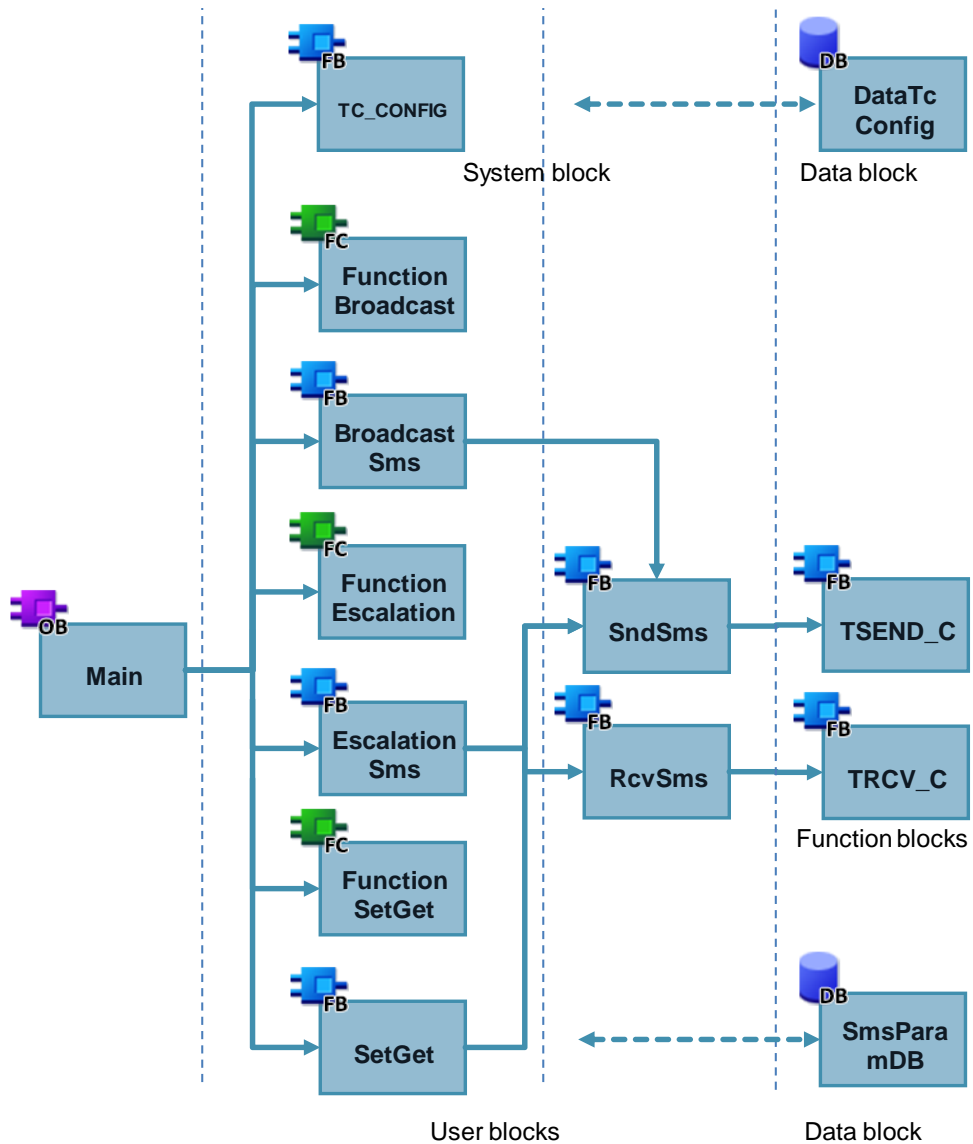 FB
TC_CONFIG
System block
DB
DataTc
Config
Data block
FC
Function
Broadcast
FB
Broadcast
Sms
FC
Function
Escalation
OB
Main
FB
SndSms
FB
TSEND_C
FB
Escalation
Sms
FB
RcvSms
FB
TRCV_C
Function blocks
FC
Function
SetGet
FB
SetGet
DB
SmsPara
mDB
User blocks
Data block